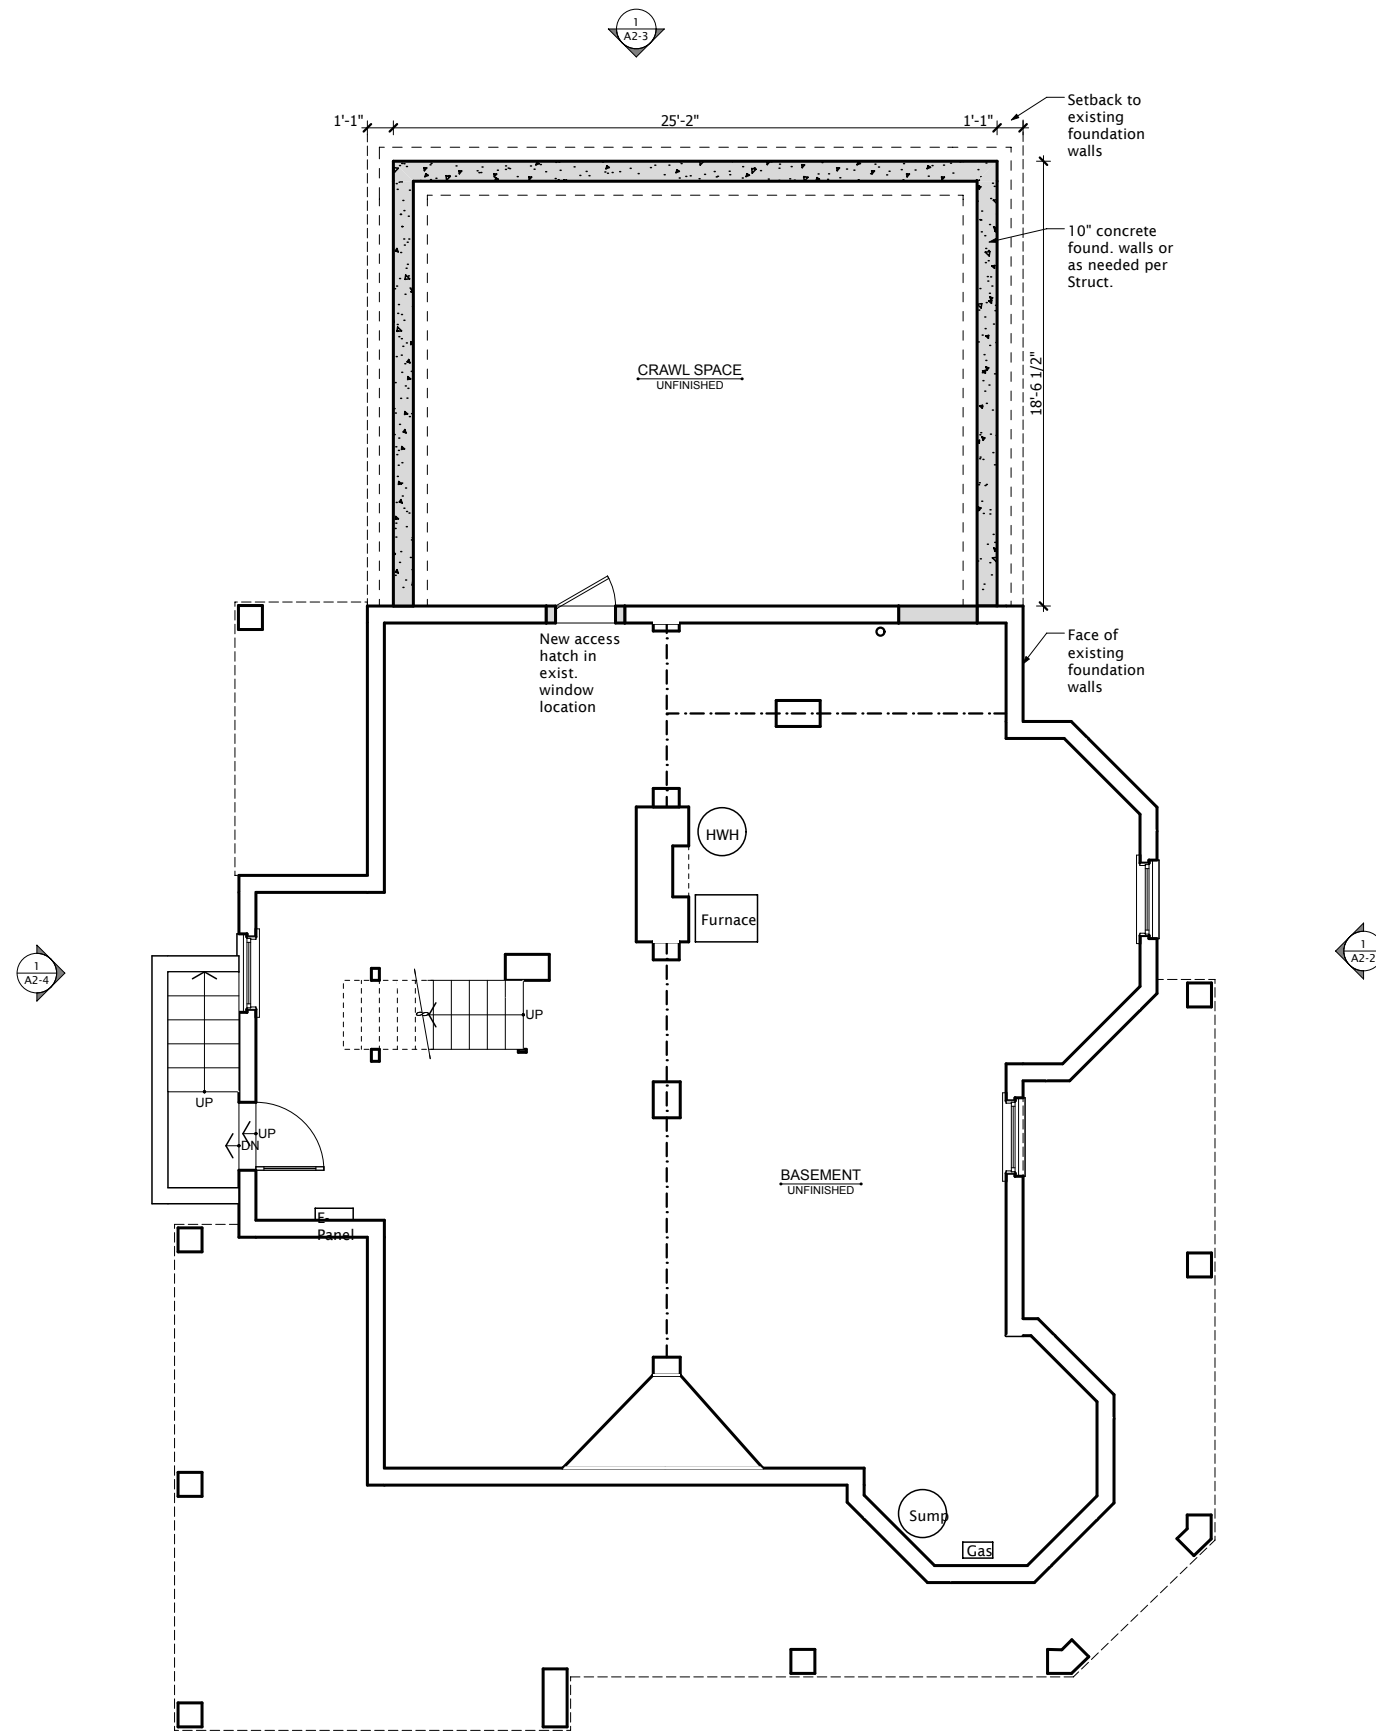 1
A2-3
1'-1"
25'-2"
1'-1"
Setback to
existing
foundation
walls
10" concrete
found. walls or
as needed per
Struct.
18'-6 1/2"
CRAWL SPACE
UNFINISHED
New access
hatch in
exist.
window
location
Face of
existing
foundation
walls
HWH
Furnace
1
A2-4
1
A2-2
UP
8
UP
UP
DN
BASEMENT
UNFINISHED
E-
Panel
Sump
Gas